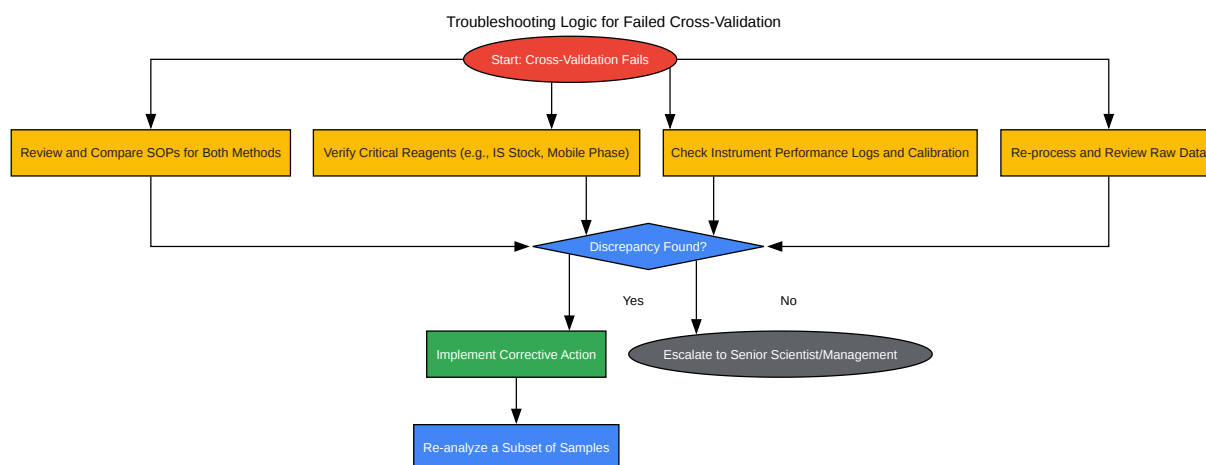 Troubleshooting Logic for Failed Cross-Validation
Start: Cross-Validation Fails
Review and Compare SOPs for Both Methods
Verify Critical Reagents (e.g., IS Stock, Mobile Phase)
Check Instrument Performance Logs and Calibration
Re-process and Review Raw Data
Discrepancy Found?
Yes
No
Implement Corrective Action
Escalate to Senior Scientist/Management
Re-analyze a Subset of Samples